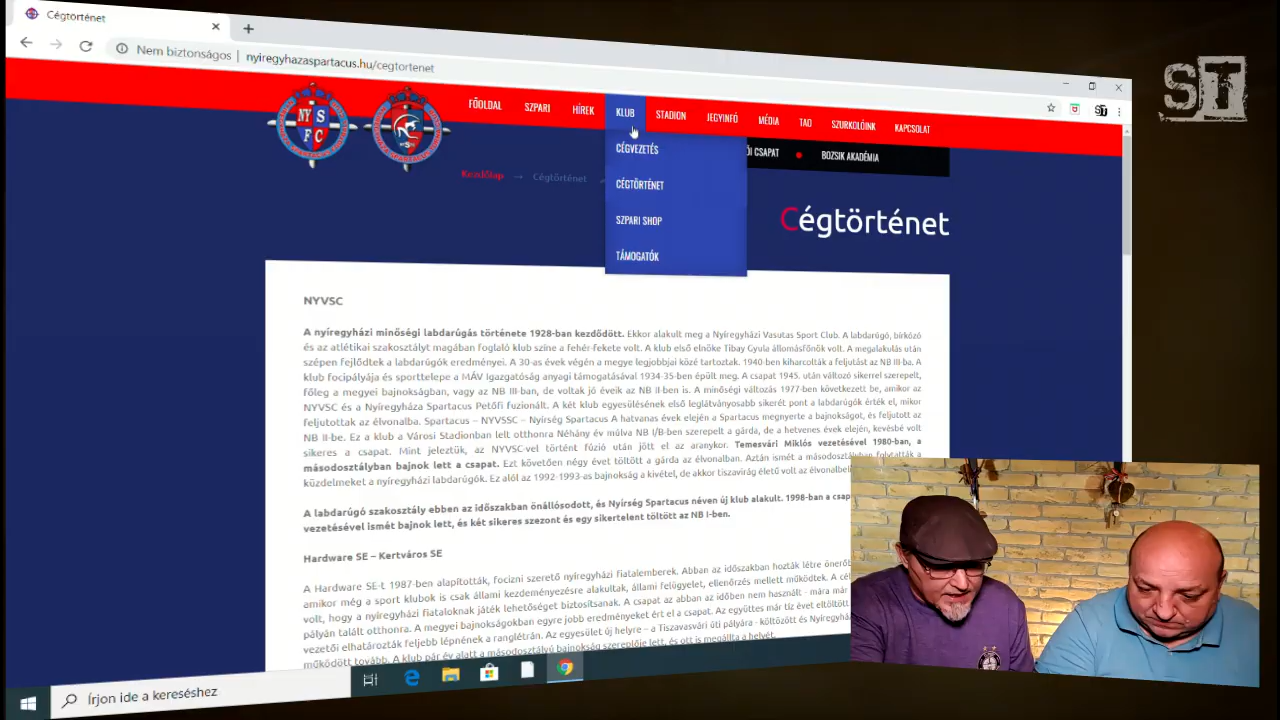 Cégtörténet
ST
Nem biztonságos | nyiregyhazaspartacus.hu/cegtortenet
ST
NY S
F C
FŐOLDAL SZPARI HÍREK KLUB STADION JEGYINFÓ MÉDIA TAO SZURKOLÓINK KAPCSOLAT
CÉGVEZETÉS
ÓI CSAPAT BOZSIK AKADÉMIA
Kezdőlap → Cégtörténet
CÉGTÖRTÉNET
SZPARI SHOP
TÁMOGATÓK
Cégtörténet
NYVSC
A nyíregyházi minőségi labdarúgás története 1928-ban kezdődött. Ekkor alakult meg a Nyíregyházi Vasutas Sport Club. A labdarúgó, birkózó
és az atlétikai szakosztályt magában foglaló klub színe a fehér-fekete volt. A klub első elnöke Tibay Gyula állomásfőnök volt. A megalakulás után
szépen fejlődtek a labdarúgók eredményei. A 30-as évek végén a megye legjobbjai közé tartoztak. 1940-ben kiharcolták a feljutást az NB III-ba. A
klub focipályája és sporttelepe a MÁV Igazgatóság anyagi támogatásával 1934-35-ben épült meg. A csapat 1945. után változó sikerrel szerepelt,
főleg a megyei bajnokságban, vagy az NB III-ban, de voltak jó éveik az NB II-ben is. A minőségi változás 1977-ben következett be, amikor az
NYVSC és a Nyíregyháza Spartacus Petőfi fuzionált. A két klub egyesülésének első leglátványosabb sikerét pont a labdarúgók érték el, mikor
feljutottak az élvonalba. Spartacus – NYVSSC – Nyírség Spartacus A hatvanas évek elején a Spartacus megnyerte a bajnokságot, és feljutott az
NB II-be. Ez a klub a Városi Stadionban lelt otthonra Néhány év múlva NB I/B-ben szerepelt a gárda, de a hetvenes évek elején, kevésbé volt
sikeres a csapat. Mint jeleztük, az NYVSC-vel történt fúzió után jött el az aranykor. Temesvári Miklós vezetésével 1980-ban, a
másodosztályban bajnok lett a csapat. Ezt követően négy évet töltött a gárda az élvonalban. Aztán ismét a másodosztályban folytatták a
küzdelmeket a nyíregyházi labdarúgók. Ez alól az 1992-1993-as bajnokság a kivétel, de akkor tiszavirág életű volt az élvonalbeli
A labdarúgó szakosztály ebben az időszakban önállósodott, és Nyírség Spartacus néven új klub alakult. 1998-ban a csap
vezetésével ismét bajnok lett, és két sikeres szezont és egy sikertelent töltött az NB I-ben.
Hardware SE – Kertváros SE
A Hardware SE-t 1987-ben alapították, focizni szerető nyíregyházi fiatalemberek. Abban az időszakban hozták létre önerőb
amikor még a sport klubok is csak állami kezdeményezésre alakultak, állami felügyelet, ellenőrzés mellett működtek. A cél
volt, hogy a nyíregyházi fiataloknak játék lehetőséget biztosítsanak. A csapat az abban az időben nem használt - mára már
pályán talált otthonra. A megyei bajnokságokban egyre jobb eredményeket ért el a csapat. Az együttes már tíz évet eltöltött
vezetői elhatározták feljebb lépnének a ranglétrán. Az egyesület új helyre – a Tiszavasvári úti pályára - költözött és Nyíregyház
működött tovább. A klub pár év alatt a másodosztályú bajnokság szereplője lett, és ott is megállta a helyét.
Írjon ide a kereséshez